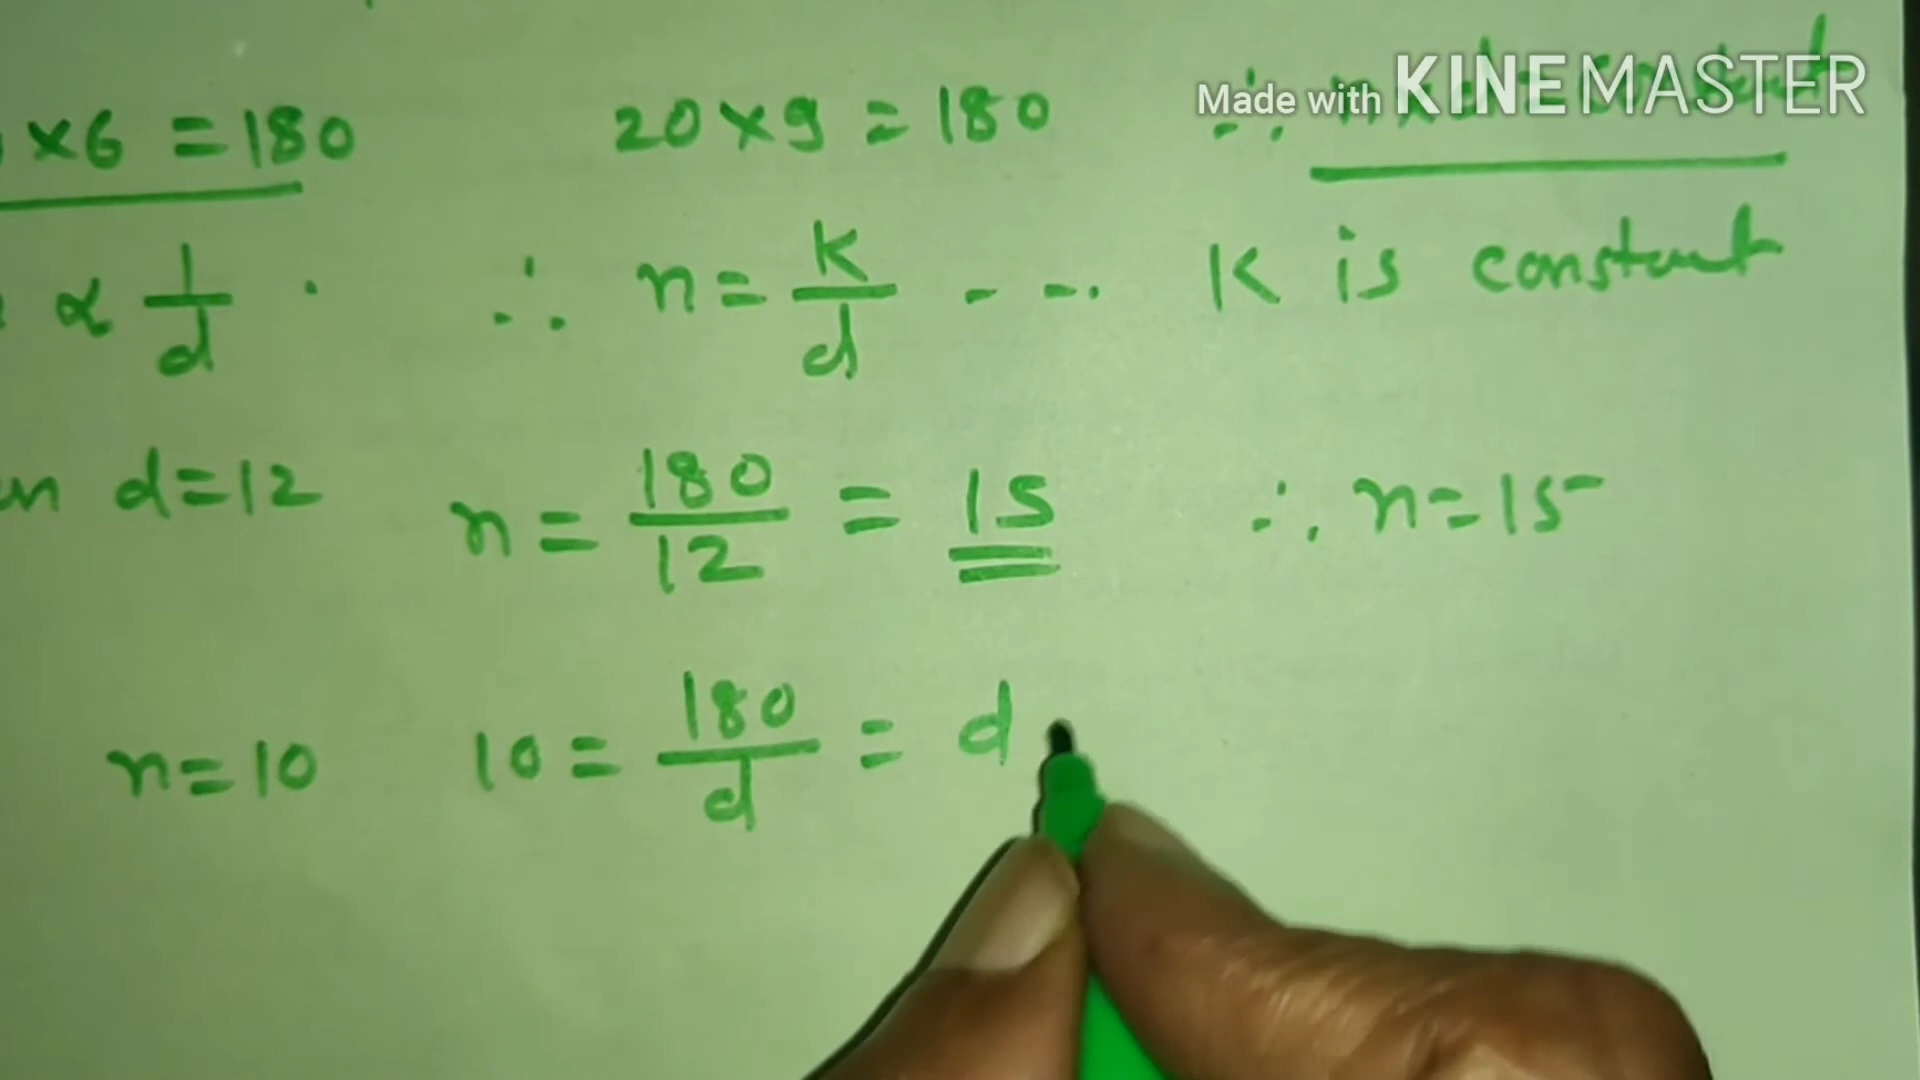 ×6 = 180 20×9 = 180 ∴ n×d = constant
Made with KINEMASTER
∝ 1/d . ∴ n = k/d - - .. K is constant
d=12 n = 180/12 = 15 ∴ n=15
n=10 10 = 180/d = d